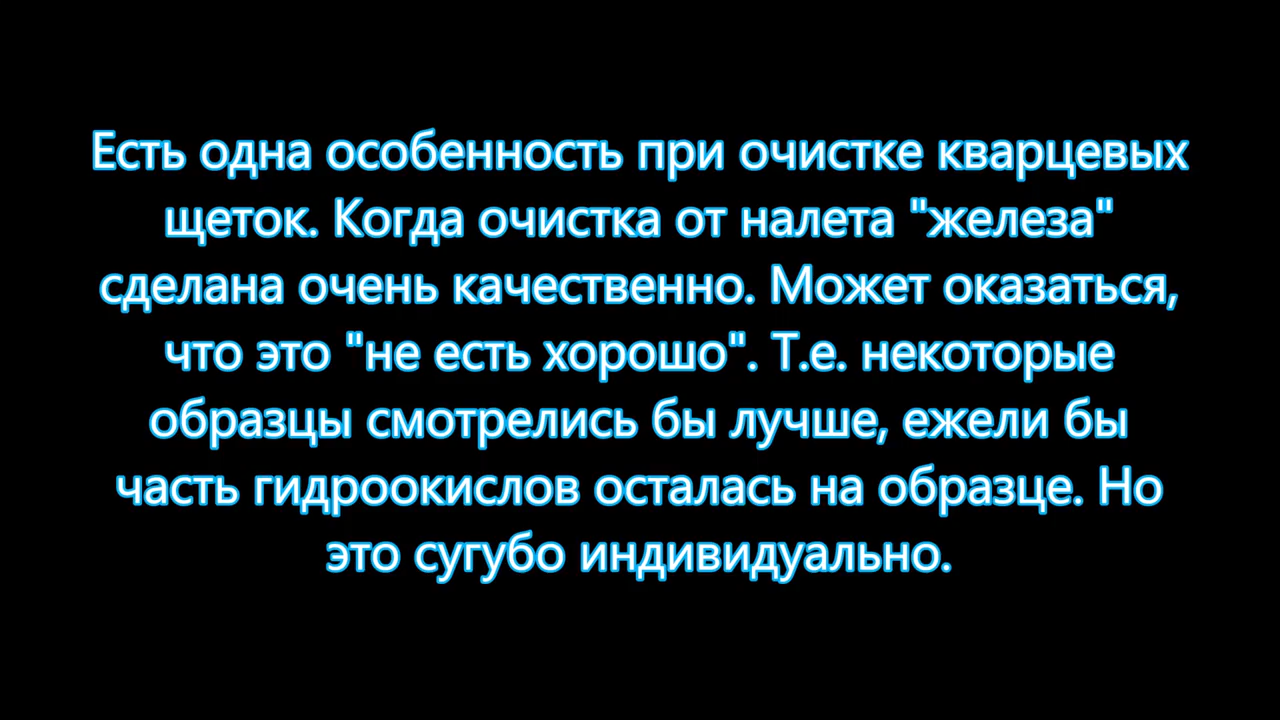 Есть одна особенность при очистке кварцевых
щеток. Когда очистка от налета "железа"
сделана очень качественно. Может оказаться,
что это "не есть хорошо". Т.е. некоторые
образцы смотрелись бы лучше, ежели бы
часть гидроокислов осталась на образце. Но
это сугубо индивидуально.